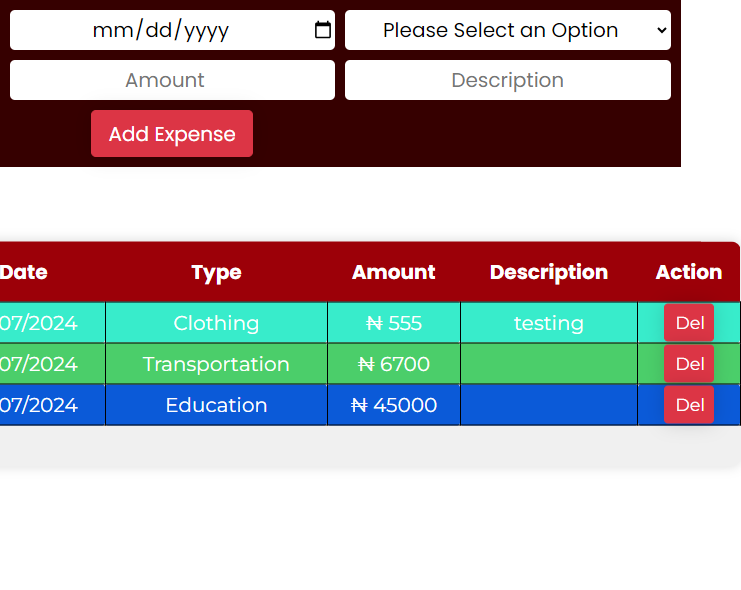 mm/dd/yyyy Please Select an Option
Amount Description
Add Expense
Date Type Amount Description Action
07/2024 Clothing ₦ 555 testing Del
07/2024 Transportation ₦ 6700 Del
07/2024 Education ₦ 45000 Del